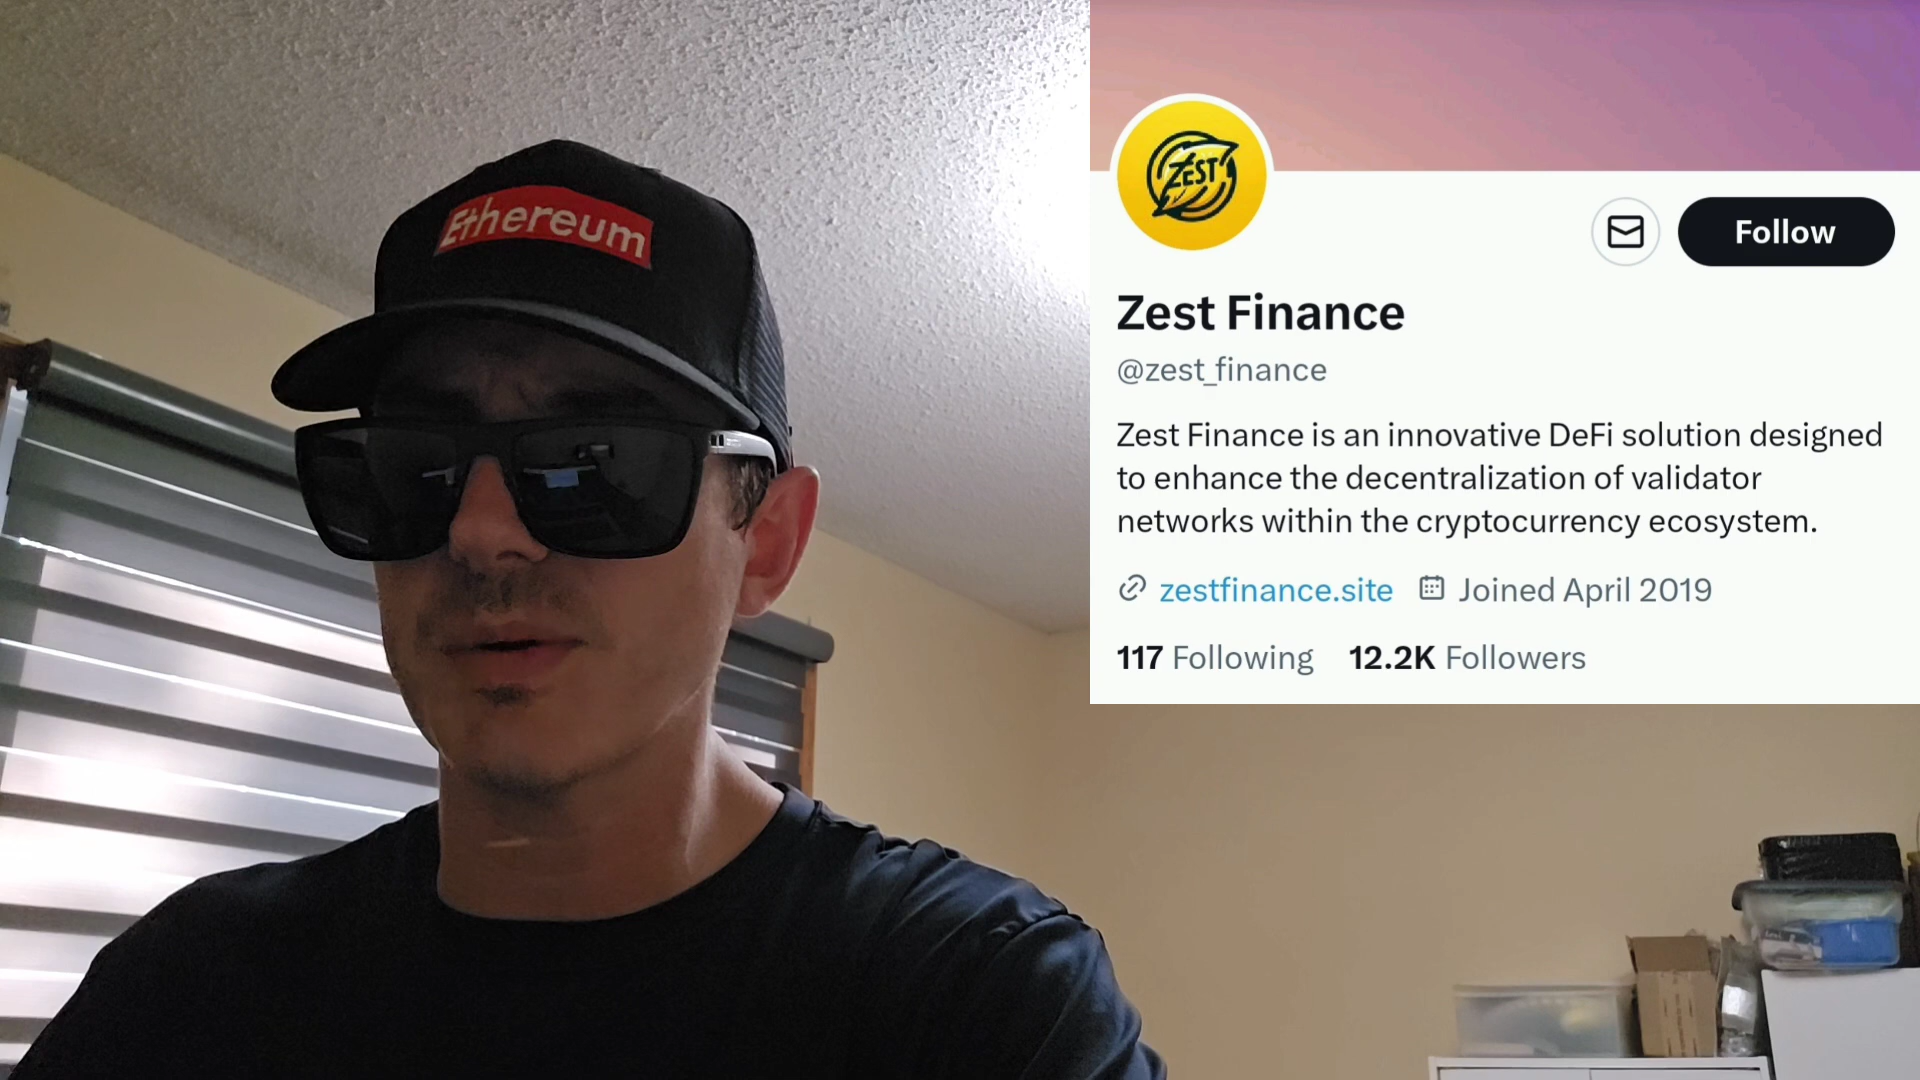 Ethereum
ZEST
Follow
Zest Finance
@zest_finance
Zest Finance is an innovative DeFi solution designed
to enhance the decentralization of validator
networks within the cryptocurrency ecosystem.
zestfinance.site Joined April 2019
117 Following 12.2K Followers